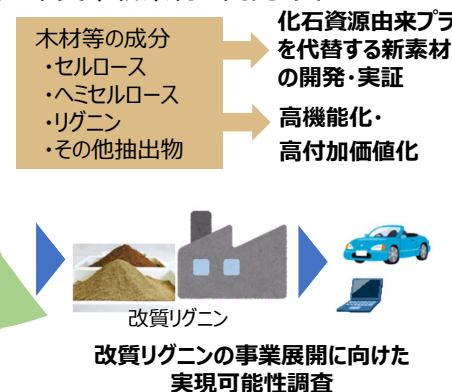 木材等の成分
・セルロース
・ヘミセルロース
・リグニン
・その他抽出物
化石資源由来プラ
を代替する新素材
の開発・実証
高機能化・
高付加価値化
改質リグニン
改質リグニンの事業展開に向けた
実現可能性調査